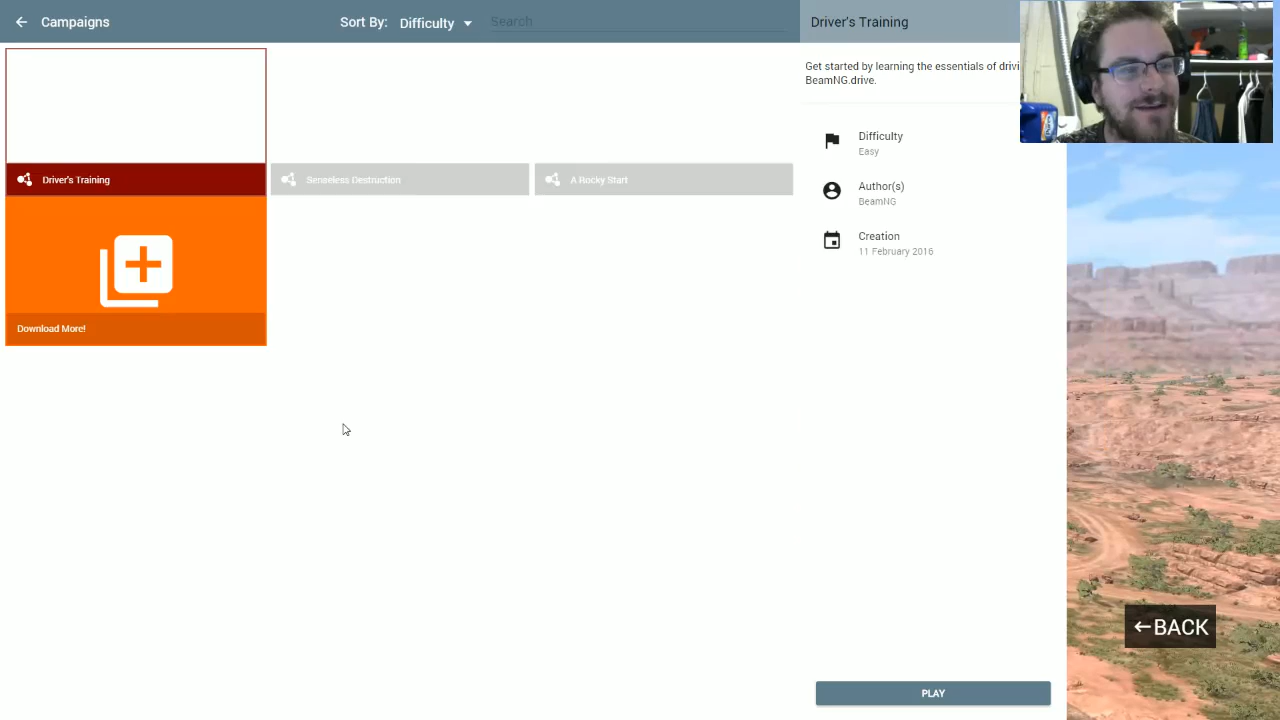 Campaigns
Sort By: Difficulty
Search
Driver's Training
Get started by learning the essentials of drivi
BeamNG.drive.
Difficulty
Easy
Author(s)
BeamNG
Creation
11 February 2016
Driver's Training
Senseless Destruction
A Rocky Start
Download More!
←BACK
PLAY